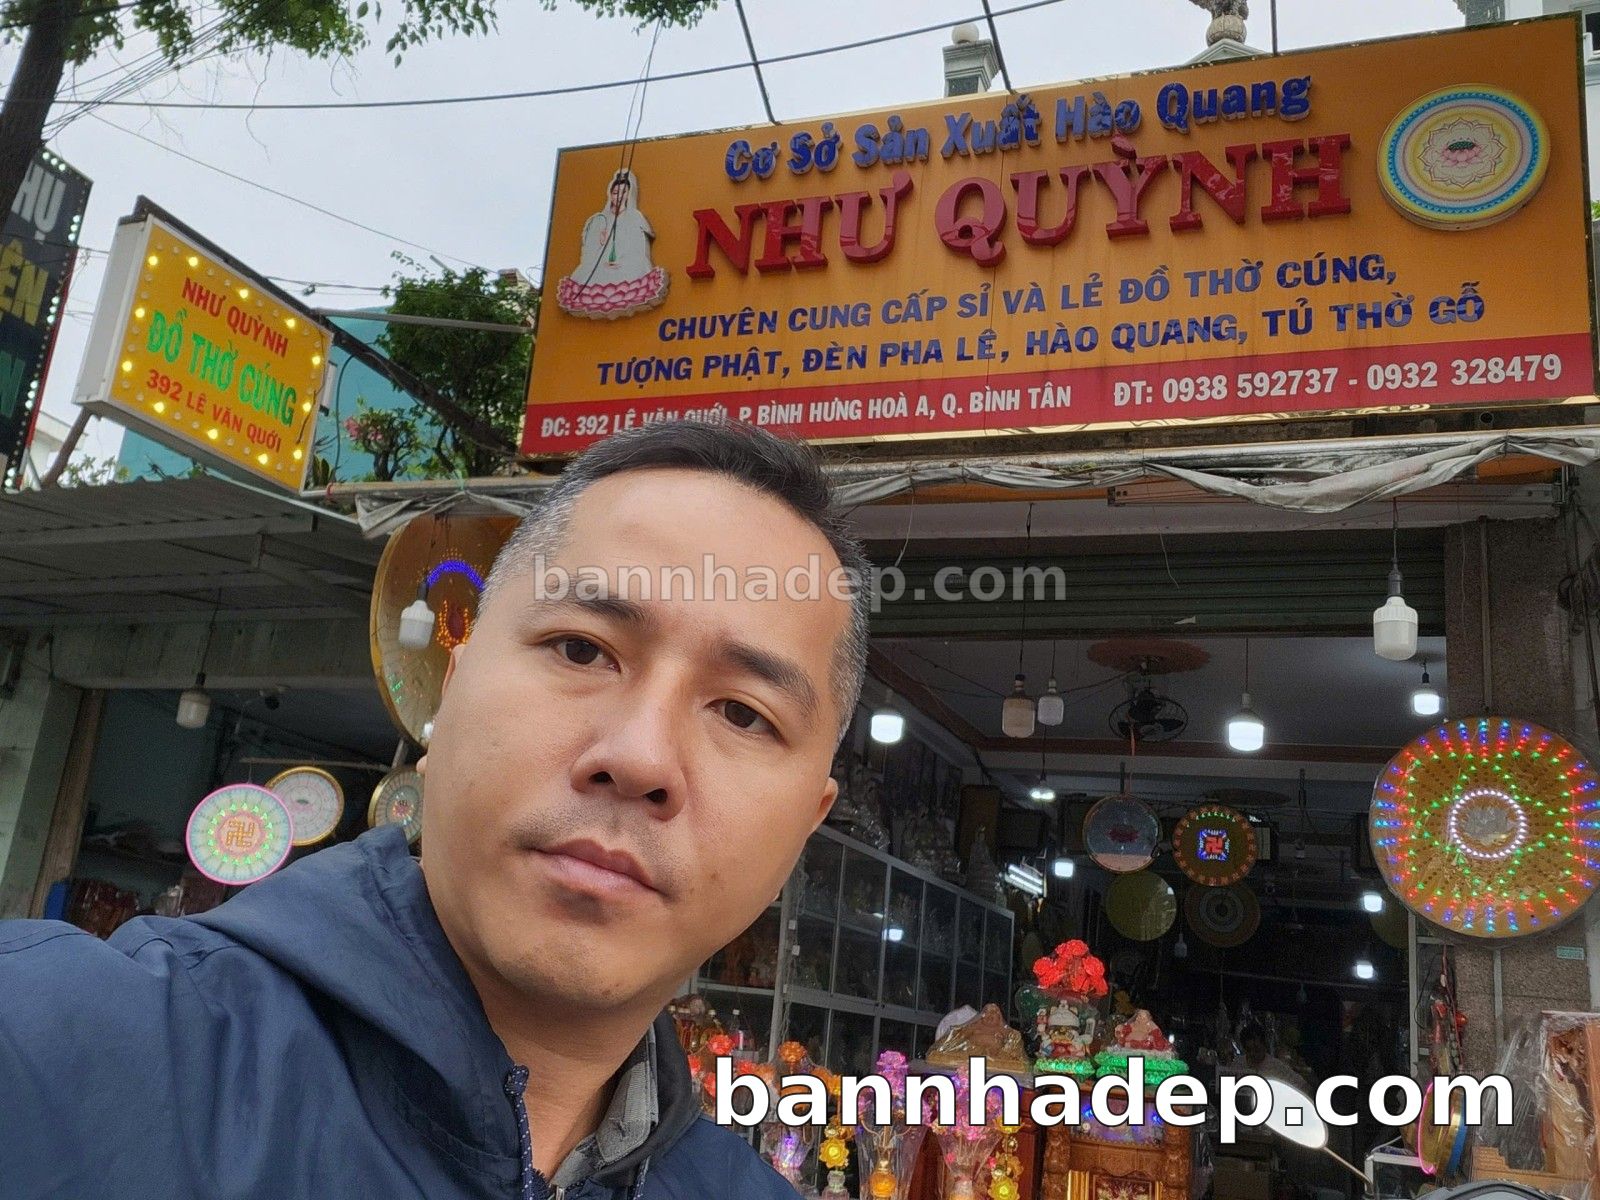 Cơ Sở Sản Xuất Hào Quang
NHƯ QUỲNH
CHUYÊN CUNG CẤP SỈ VÀ LẺ ĐỒ THỜ CÚNG,
TƯỢNG PHẬT, ĐÈN PHA LÊ, HÀO QUANG, TỦ THỜ GỖ
ĐC: 392 LÊ VĂN QUỚI, P. BÌNH HƯNG HOÀ A, Q. BÌNH TÂN ĐT: 0938 592737 - 0932 328479
NHƯ QUỲNH
ĐỒ THỜ CÚNG
392 LÊ VĂN QUỚI
bannhadep.com
bannhadep.com